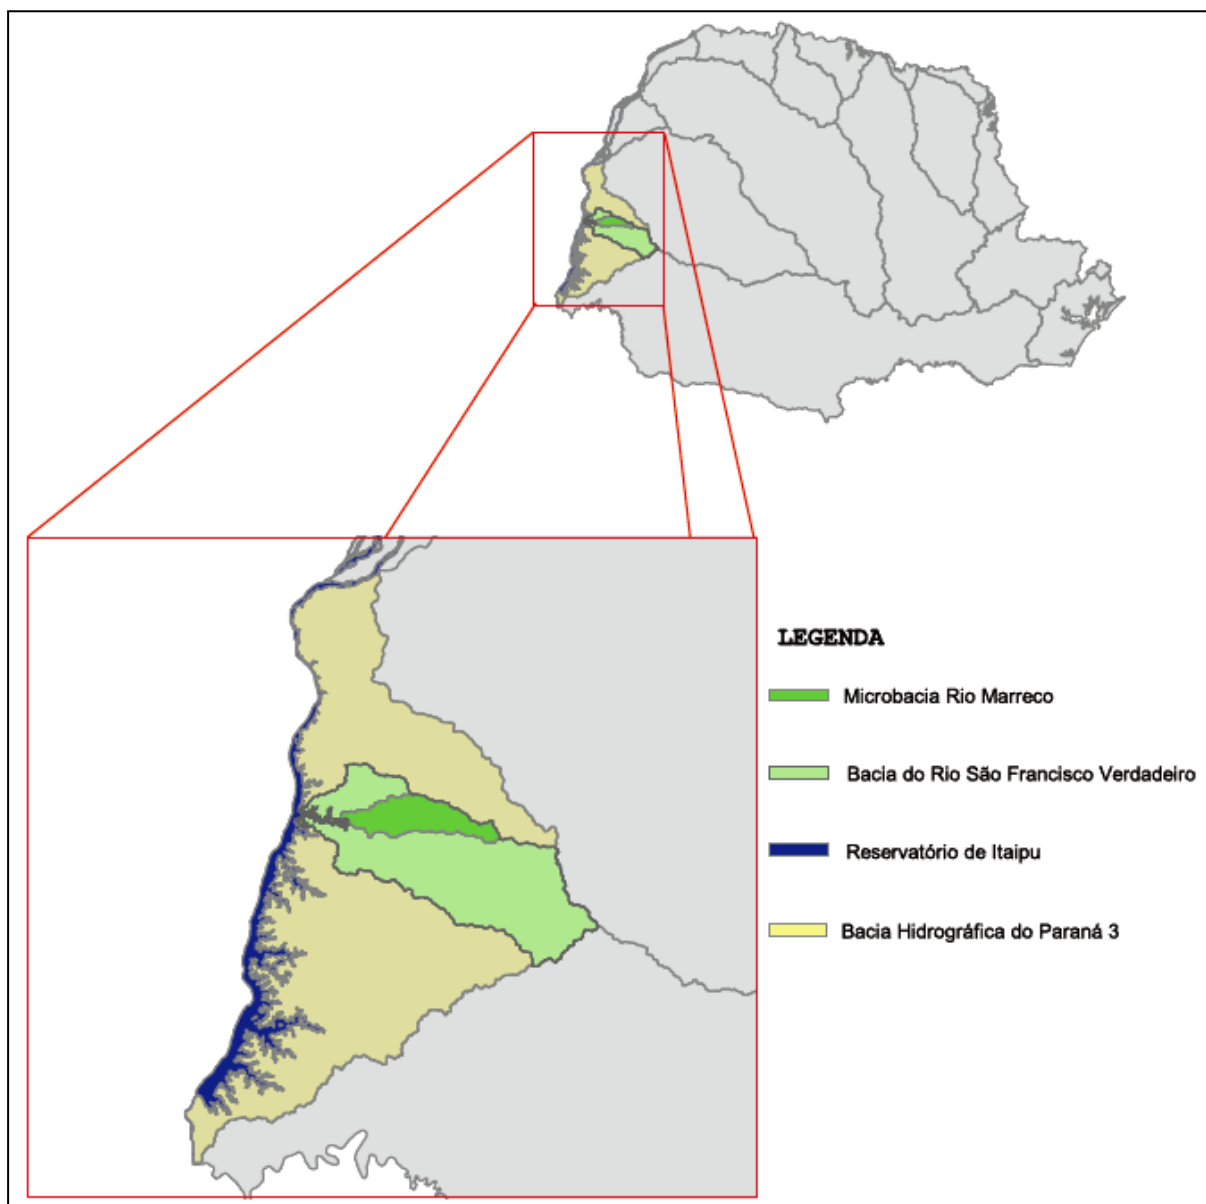 LEGENDA
Microbacia Rio Marreco
Bacia do Rio São Francisco Verdadeiro
Reservatório de Itaipu
Bacia Hidrográfica do Paraná 3